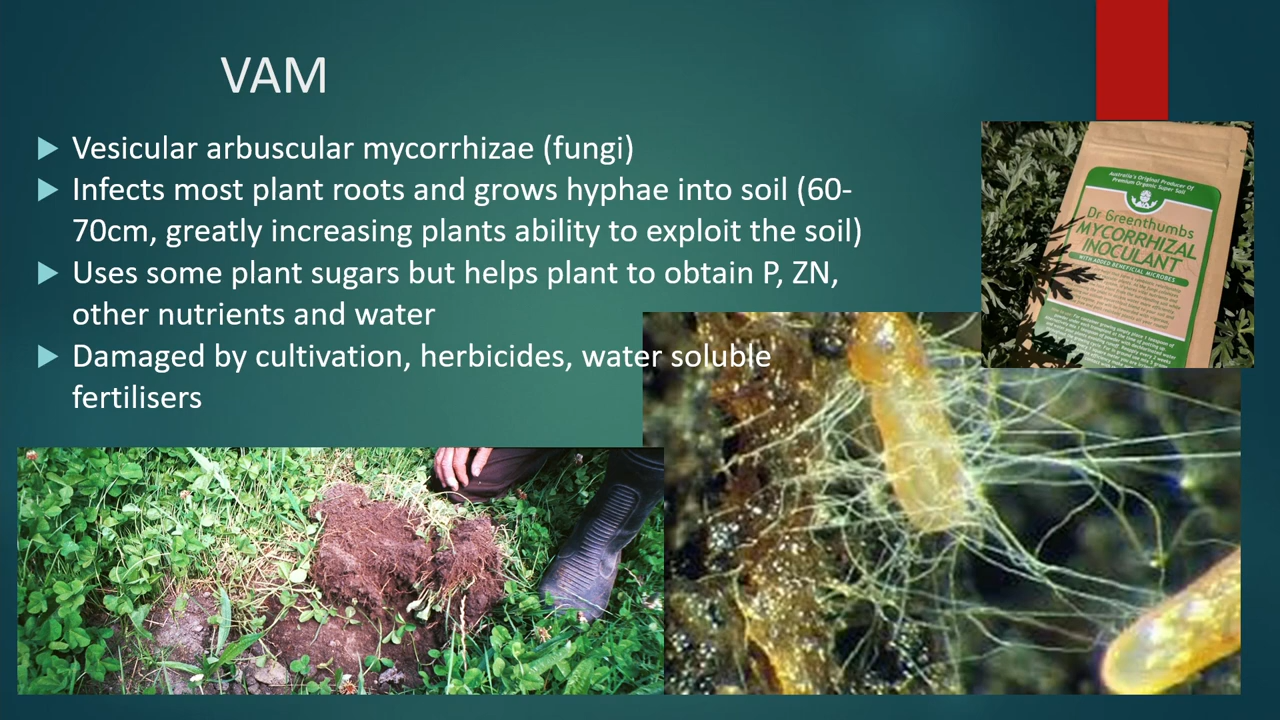 VAM
Vesicular arbuscular mycorrhizae (fungi)
Infects most plant roots and grows hyphae into soil (60-
70cm, greatly increasing plants ability to exploit the soil)
Uses some plant sugars but helps plant to obtain P, ZN,
other nutrients and water
Damaged by cultivation, herbicides, water soluble
fertilisers
Australia's Original Producer Of
Premium Organic Super Soil
Dr Greenthumbs
MYCORRHIZAL
INOCULANT
WITH ADDED BENEFICIAL MICROBES